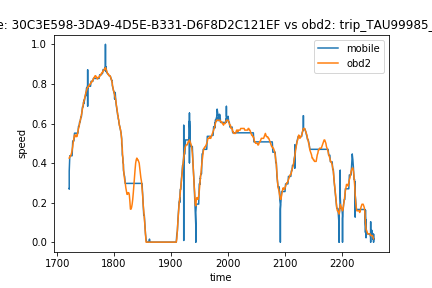 e: 30C3E598-3DA9-4D5E-B331-D6F8D2C121EF vs obd2: trip_TAU99985_
mobile
obd2
1.0
0.8
0.6
0.4
0.2
0.0
speed
1700 1800 1900 2000 2100 2200
time